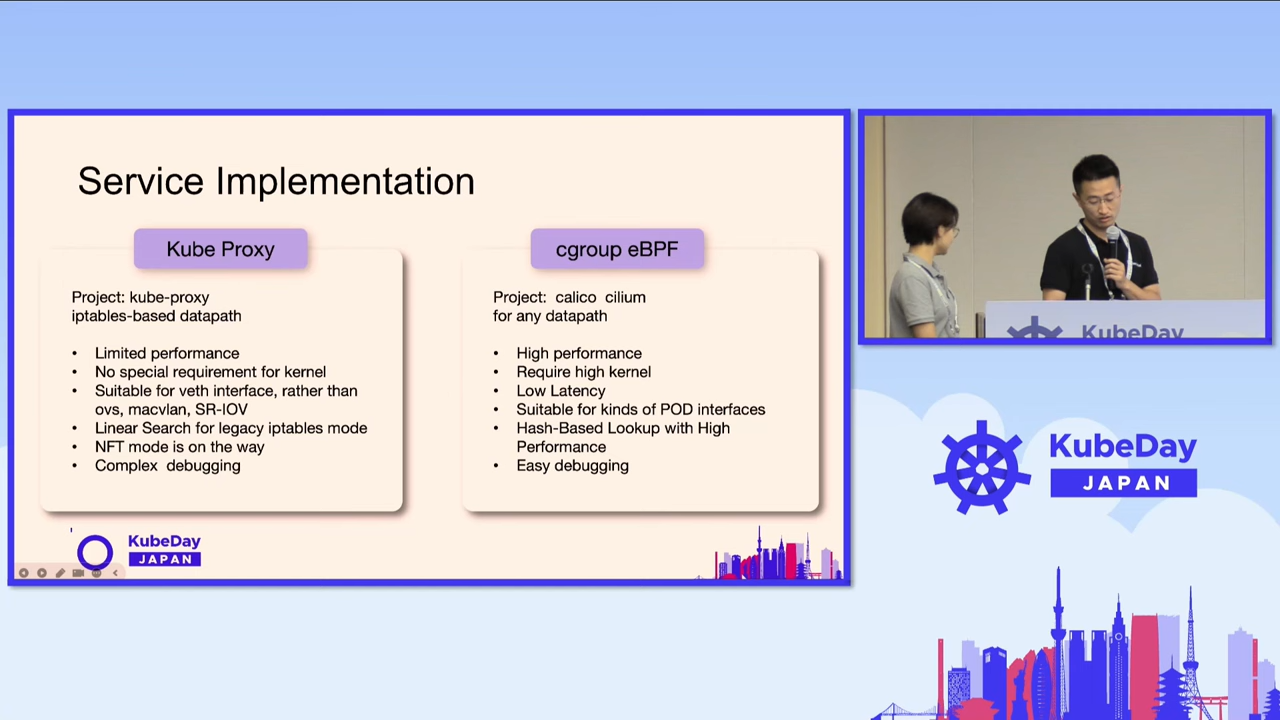 Service Implementation
Kube Proxy
Project: kube-proxy
iptables-based datapath
• Limited performance
• No special requirement for kernel
• Suitable for veth interface, rather than
ovs, macvlan, SR-IOV
• Linear Search for legacy iptables mode
• NFT mode is on the way
• Complex debugging
cgroup eBPF
Project: calico cilium
for any datapath
• High performance
• Require high kernel
• Low Latency
• Suitable for kinds of POD interfaces
• Hash-Based Lookup with High
Performance
• Easy debugging
KubeDay
JAPAN
KubeDay
KubeDay
JAPAN